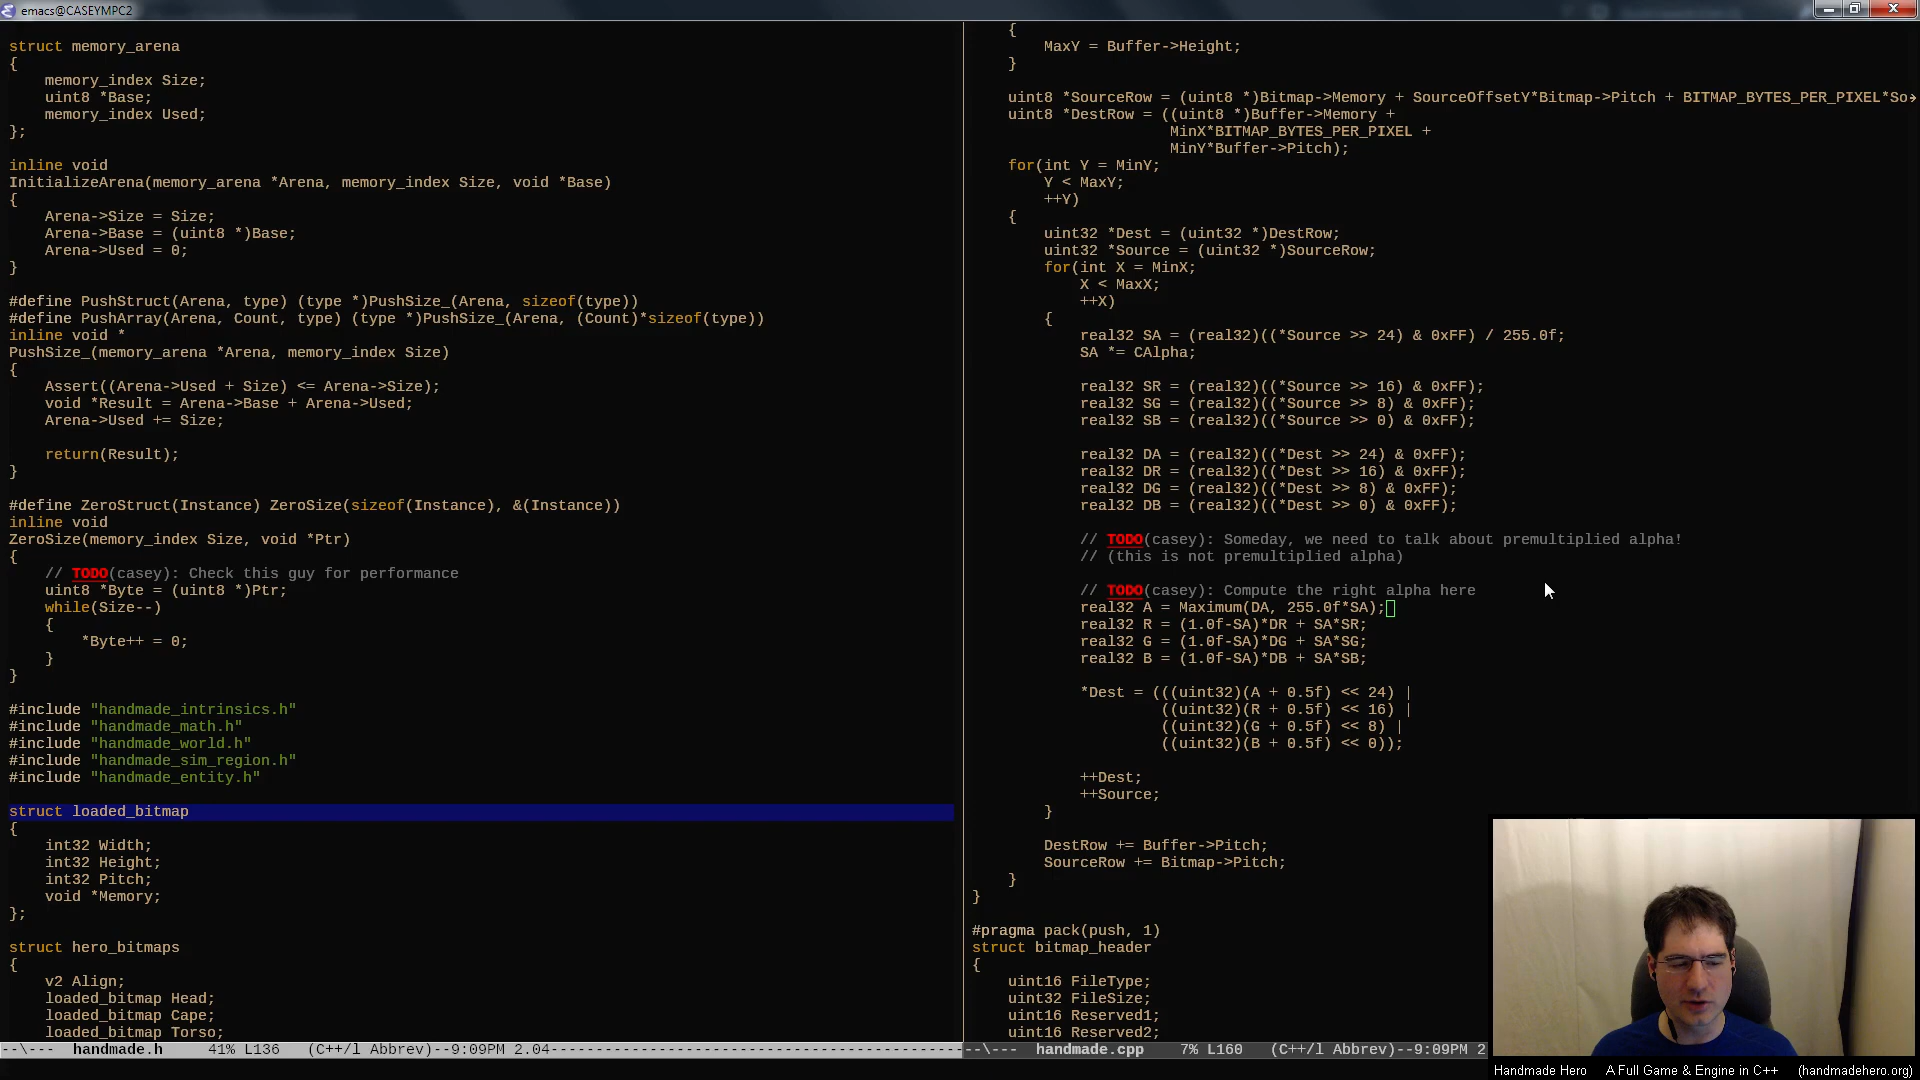 emacs@CASEYMPC2
struct memory_arena
{
    memory_index Size;
    uint8 *Base;
    memory_index Used;
};
inline void
InitializeArena(memory_arena *Arena, memory_index Size, void *Base)
{
    Arena->Size = Size;
    Arena->Base = (uint8 *)Base;
    Arena->Used = 0;
}
#define PushStruct(Arena, type) (type *)PushSize_(Arena, sizeof(type))
#define PushArray(Arena, Count, type) (type *)PushSize_(Arena, (Count)*sizeof(type))
inline void *
PushSize_(memory_arena *Arena, memory_index Size)
{
    Assert((Arena->Used + Size) <= Arena->Size);
    void *Result = Arena->Base + Arena->Used;
    Arena->Used += Size;
    return(Result);
}
#define ZeroStruct(Instance) ZeroSize(sizeof(Instance), &(Instance))
inline void
ZeroSize(memory_index Size, void *Ptr)
{
    // TODO(casey): Check this guy for performance
    uint8 *Byte = (uint8 *)Ptr;
    while(Size--)
    {
        *Byte++ = 0;
    }
}
#include "handmade_intrinsics.h"
#include "handmade_math.h"
#include "handmade_world.h"
#include "handmade_sim_region.h"
#include "handmade_entity.h"
struct loaded_bitmap
{
    int32 Width;
    int32 Height;
    int32 Pitch;
    void *Memory;
};
struct hero_bitmaps
{
    v2 Align;
    loaded_bitmap Head;
    loaded_bitmap Cape;
    loaded_bitmap Torso;
--\--- handmade.h 41% L136 (C++/l Abbrev)--9:09PM 2.04--------------------
    {
        MaxY = Buffer->Height;
    }
    uint8 *SourceRow = (uint8 *)Bitmap->Memory + SourceOffsetY*Bitmap->Pitch + BITMAP_BYTES_PER_PIXEL*So
    uint8 *DestRow = ((uint8 *)Buffer->Memory +
                      MinX*BITMAP_BYTES_PER_PIXEL +
                      MinY*Buffer->Pitch);
    for(int Y = MinY;
        Y < MaxY;
        ++Y)
    {
        uint32 *Dest = (uint32 *)DestRow;
        uint32 *Source = (uint32 *)SourceRow;
        for(int X = MinX;
            X < MaxX;
            ++X)
        {
            real32 SA = (real32)((*Source >> 24) & 0xFF) / 255.0f;
            SA *= CAlpha;
            real32 SR = (real32)((*Source >> 16) & 0xFF);
            real32 SG = (real32)((*Source >> 8) & 0xFF);
            real32 SB = (real32)((*Source >> 0) & 0xFF);
            real32 DA = (real32)((*Dest >> 24) & 0xFF);
            real32 DR = (real32)((*Dest >> 16) & 0xFF);
            real32 DG = (real32)((*Dest >> 8) & 0xFF);
            real32 DB = (real32)((*Dest >> 0) & 0xFF);
            // TODO(casey): Someday, we need to talk about premultiplied alpha!
            // (this is not premultiplied alpha)
            // TODO(casey): Compute the right alpha here
            real32 A = Maximum(DA, 255.0f*SA);
            real32 R = (1.0f-SA)*DR + SA*SR;
            real32 G = (1.0f-SA)*DG + SA*SG;
            real32 B = (1.0f-SA)*DB + SA*SB;
            *Dest = (((uint32)(A + 0.5f) << 24) |
                     ((uint32)(R + 0.5f) << 16) |
                     ((uint32)(G + 0.5f) << 8) |
                     ((uint32)(B + 0.5f) << 0));
            ++Dest;
            ++Source;
        }
        DestRow += Buffer->Pitch;
        SourceRow += Bitmap->Pitch;
    }
}
#pragma pack(push, 1)
struct bitmap_header
{
    uint16 FileType;
    uint32 FileSize;
    uint16 Reserved1;
    uint16 Reserved2;
--\--- handmade.cpp 7% L160 (C++/l Abbrev)--9:09PM 2
Handmade Hero A Full Game & Engine in C++ (handmadehero.org)